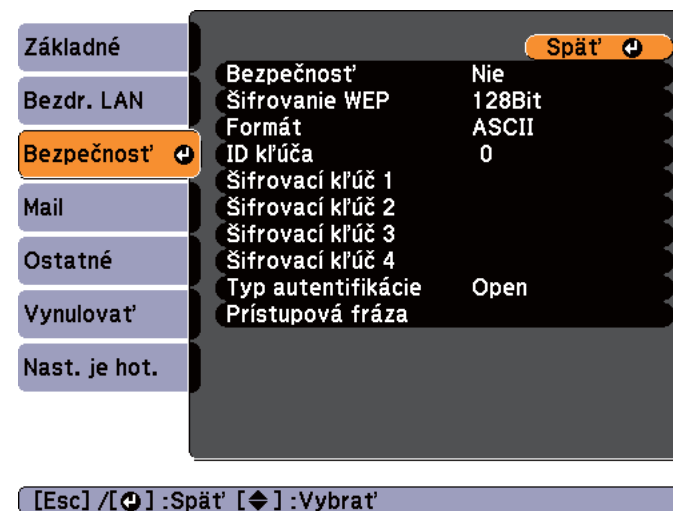 Základné
Bezdr. LAN
Bezpečnosť
Mail
Ostatné
Vynulovať
Nast. je hot.
Späť
Bezpečnosť Nie
Šifrovanie WEP 128Bit
Formát ASCII
ID kľúča 0
Šifrovací kľúč 1
Šifrovací kľúč 2
Šifrovací kľúč 3
Šifrovací kľúč 4
Typ autentifikácie Open
Prístupová fráza
[Esc] /[⏎] :Späť [◆] :Vybrať